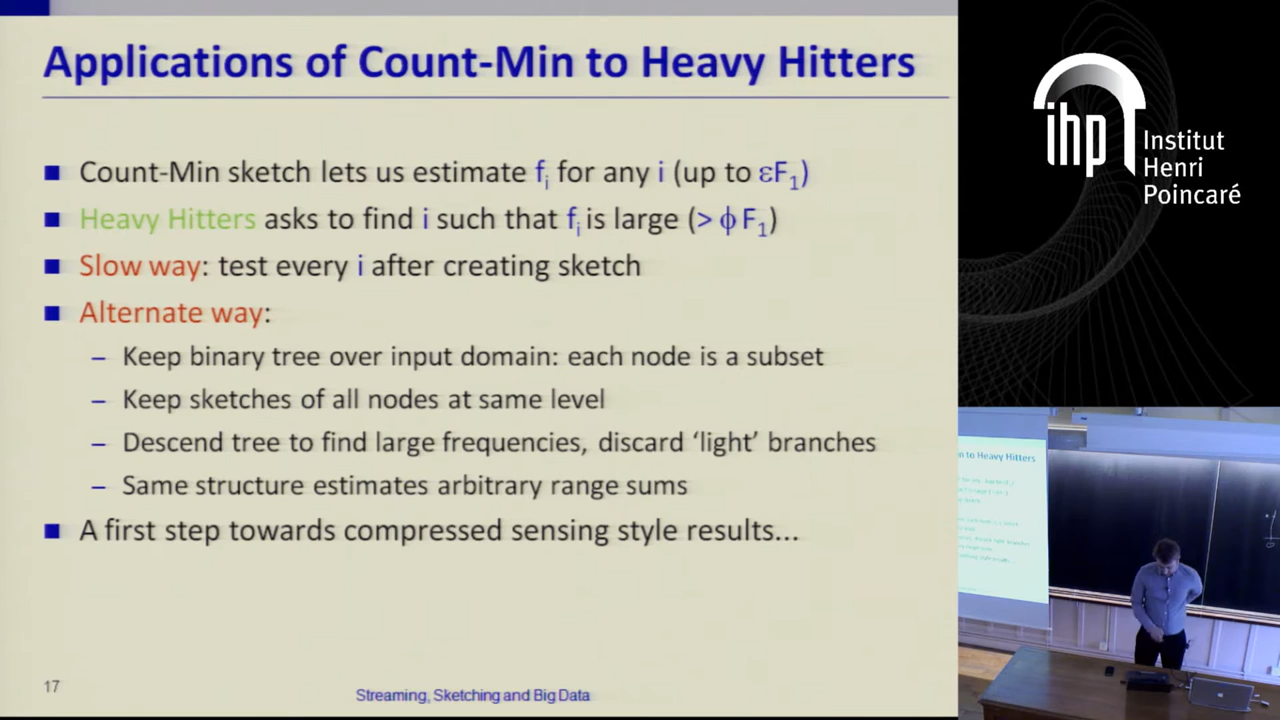 Applications of Count-Min to Heavy Hitters
Count-Min sketch lets us estimate fi for any i (up to εF1)
Heavy Hitters asks to find i such that fi is large (> ϕ F1)
Slow way: test every i after creating sketch
Alternate way:
– Keep binary tree over input domain: each node is a subset
– Keep sketches of all nodes at same level
– Descend tree to find large frequencies, discard ‘light’ branches
– Same structure estimates arbitrary range sums
A first step towards compressed sensing style results...
17
Streaming, Sketching and Big Data
ihp
Institut
Henri
Poincaré
n to Heavy Hitters